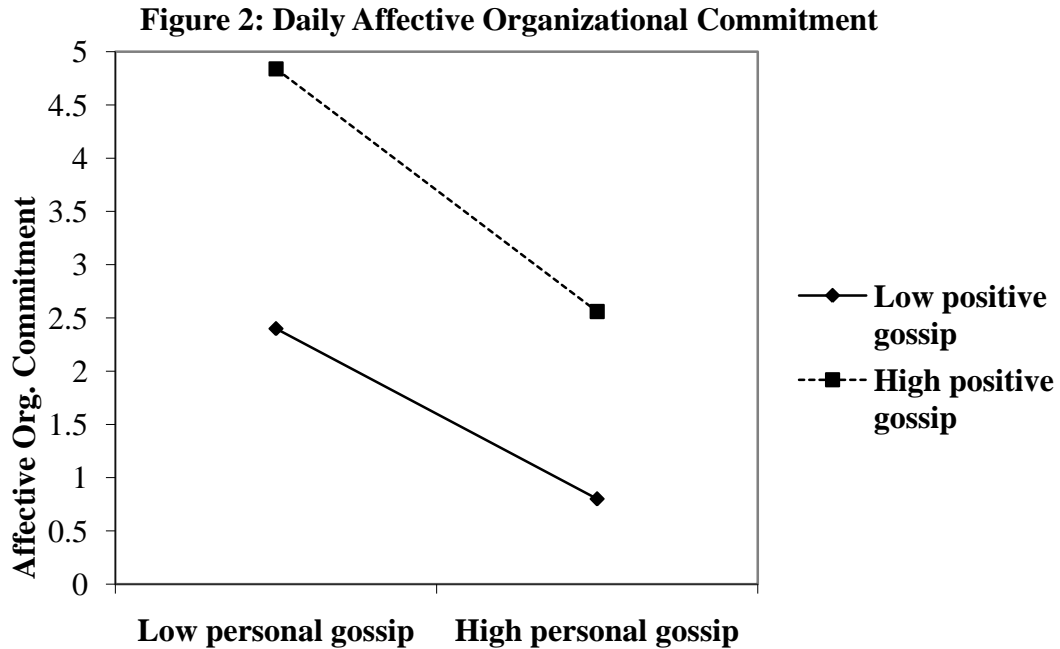 Figure 2: Daily Affective Organizational Commitment
5
4.5
4
3.5
3
2.5
2
1.5
1
0.5
0
Affective Org. Commitment
Low personal gossip
High personal gossip
Low positive
gossip
High positive
gossip